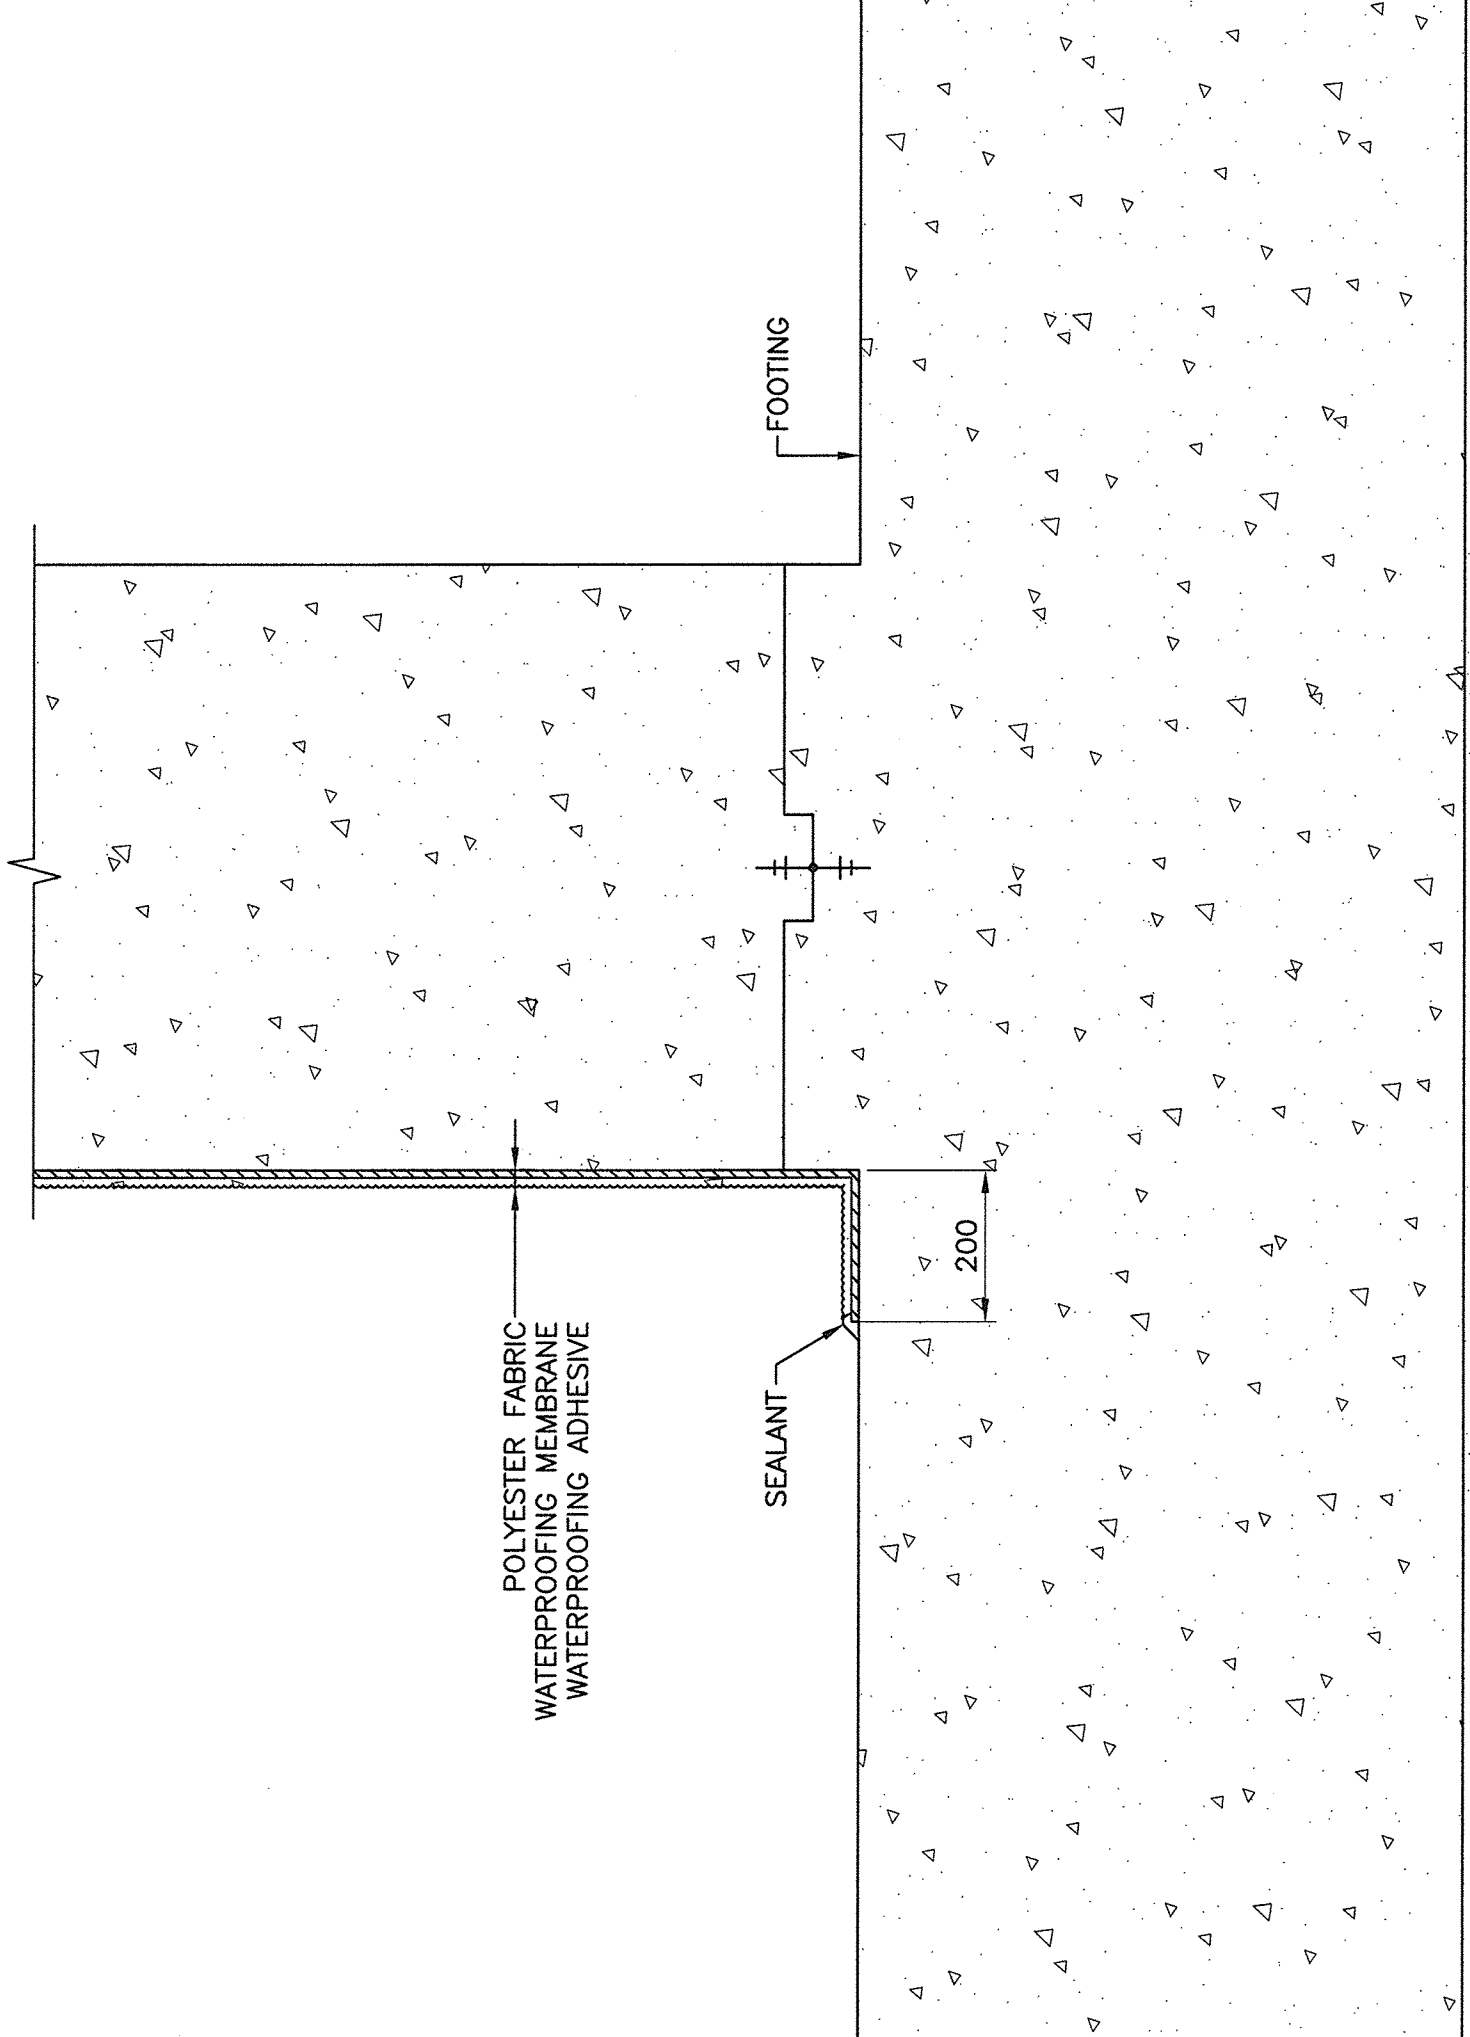 POLYESTER FABRIC
WATERPROOFING MEMBRANE
WATERPROOFING ADHESIVE
SEALANT
200
FOOTING